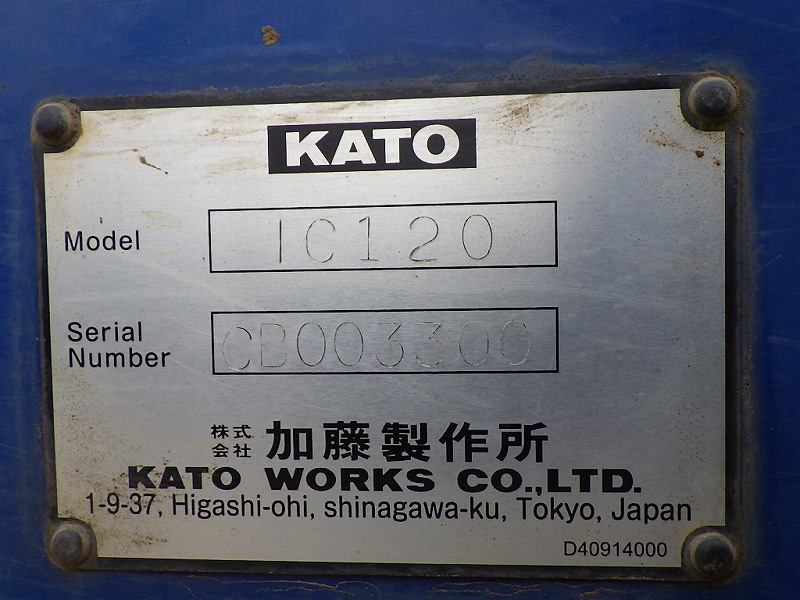 KATO
Model IC120
Serial Number CB003300
株式会社 加藤製作所
KATO WORKS CO.,LTD.
1-9-37, Higashi-ohi, shinagawa-ku, Tokyo, Japan
D40914000